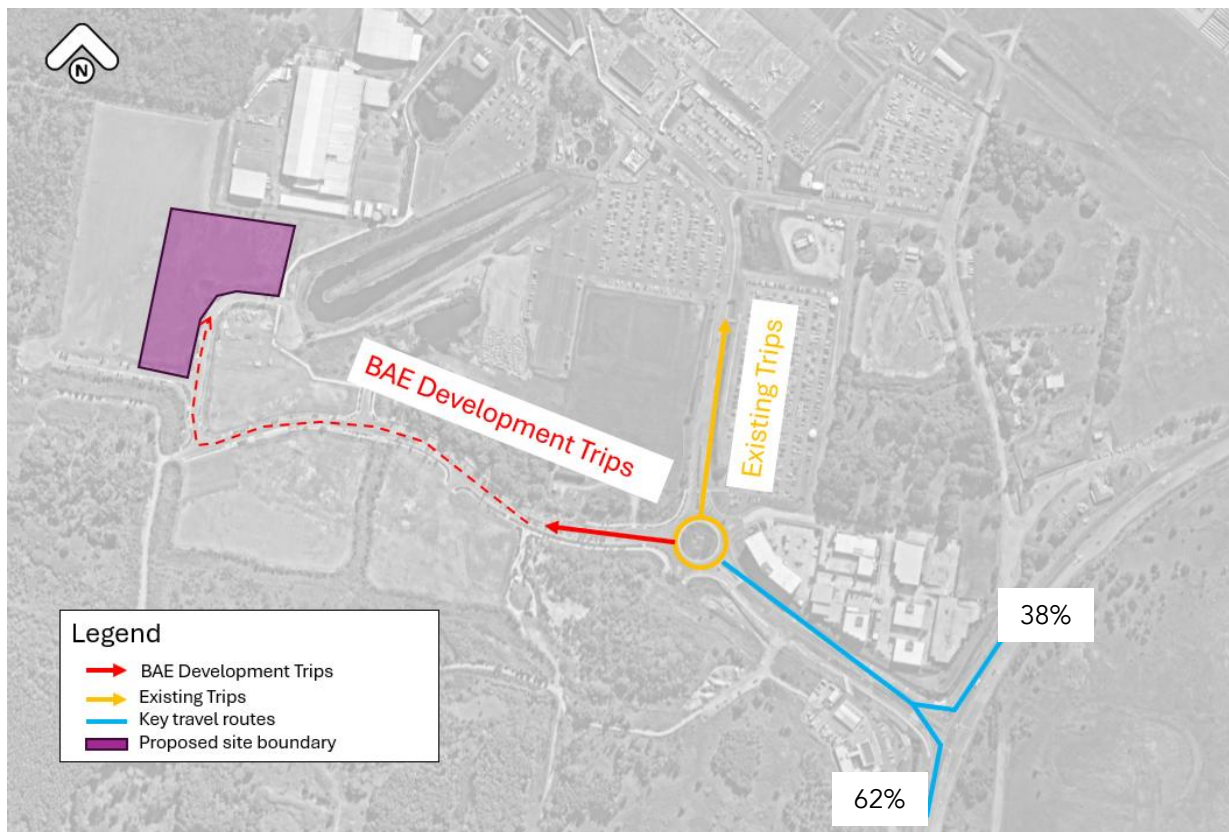 N
BAE Development Trips
Existing Trips
38%
62%
Legend
BAE Development Trips
Existing Trips
Key travel routes
Proposed site boundary